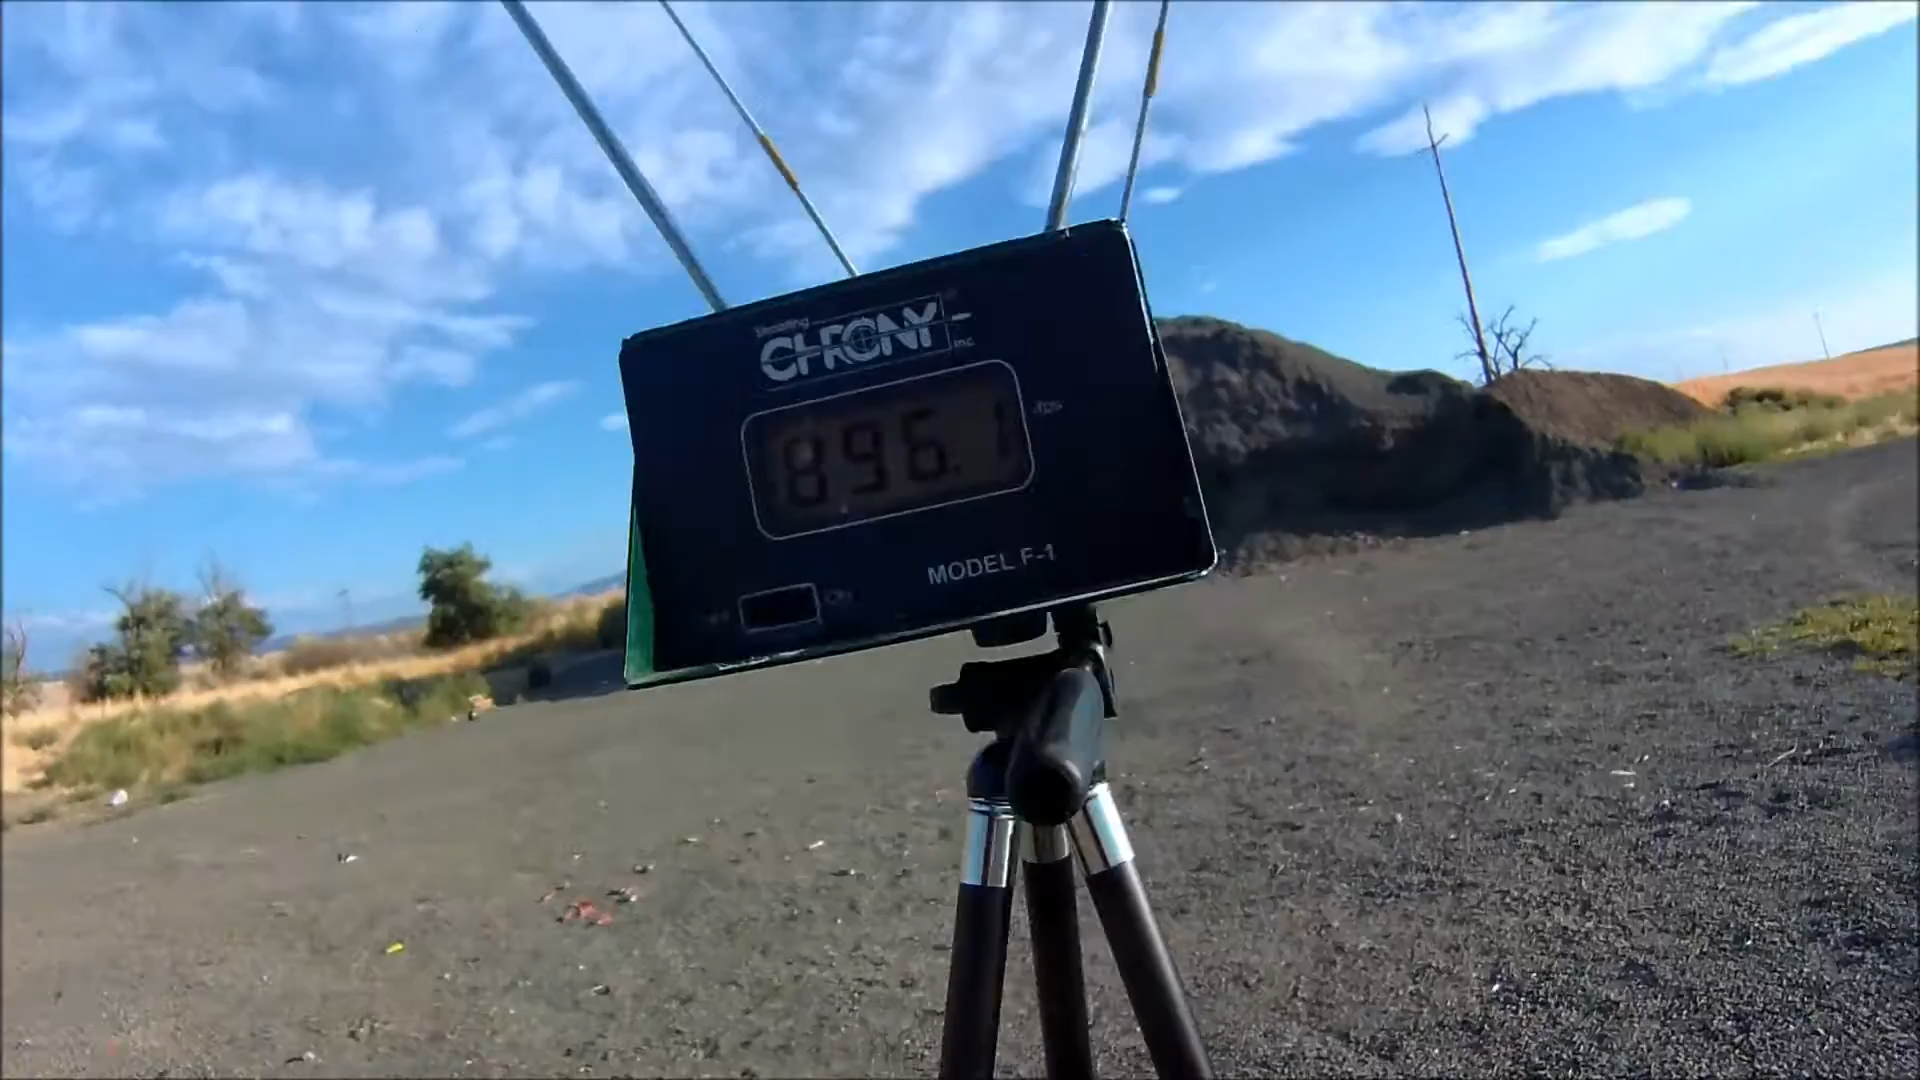 Shooting
CHRONY
Inc.
896.1 fps
MODEL F-1
ON